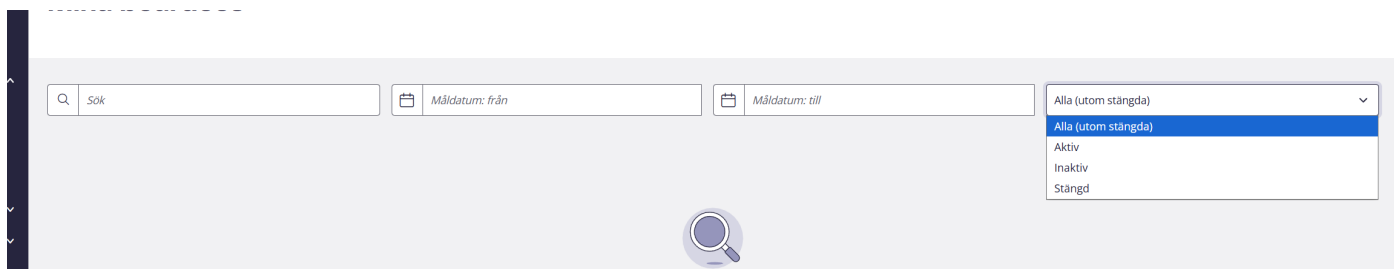 Sök
Måldatum: från
Måldatum: till
Alla (utom stängda)
Alla (utom stängda)
Aktiv
Inaktiv
Stängd